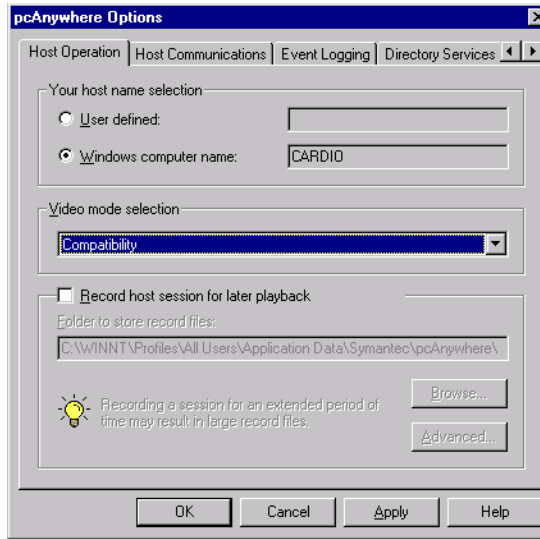 pcAnywhere Options
Host Operation Host Communications Event Logging Directory Services
Your host name selection
User defined:
Windows computer name: CARDIO
Video mode selection
Compatibility
Record host session for later playback
Folder to store record files:
C:\WINNT\Profiles\All Users\Application Data\Symantec\pcAnywhere\
Recording a session for an extended period of
time may result in large record files.
Browse...
Advanced...
OK Cancel Apply Help